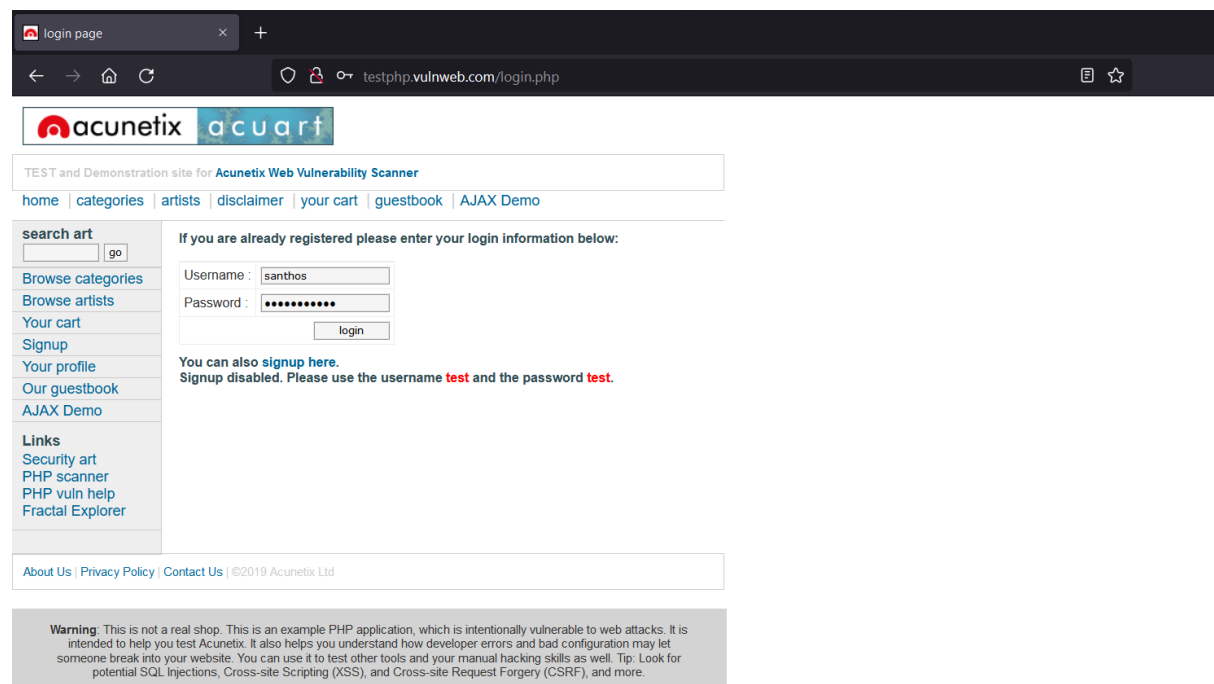 login page
testphp.vulnweb.com/login.php
acunetix acuart
TEST and Demonstration site for Acunetix Web Vulnerability Scanner
home | categories | artists | disclaimer | your cart | guestbook | AJAX Demo
search art
go
Browse categories
Browse artists
Your cart
Signup
Your profile
Our guestbook
AJAX Demo
Links
Security art
PHP scanner
PHP vuln help
Fractal Explorer
If you are already registered please enter your login information below:
Username : santhos
Password : •••••••••••
login
You can also signup here.
Signup disabled. Please use the username test and the password test.
About Us | Privacy Policy | Contact Us | ©2019 Acunetix Ltd
Warning: This is not a real shop. This is an example PHP application, which is intentionally vulnerable to web attacks. It is
intended to help you test Acunetix. It also helps you understand how developer errors and bad configuration may let
someone break into your website. You can use it to test other tools and your manual hacking skills as well. Tip: Look for
potential SQL Injections, Cross-site Scripting (XSS), and Cross-site Request Forgery (CSRF), and more.